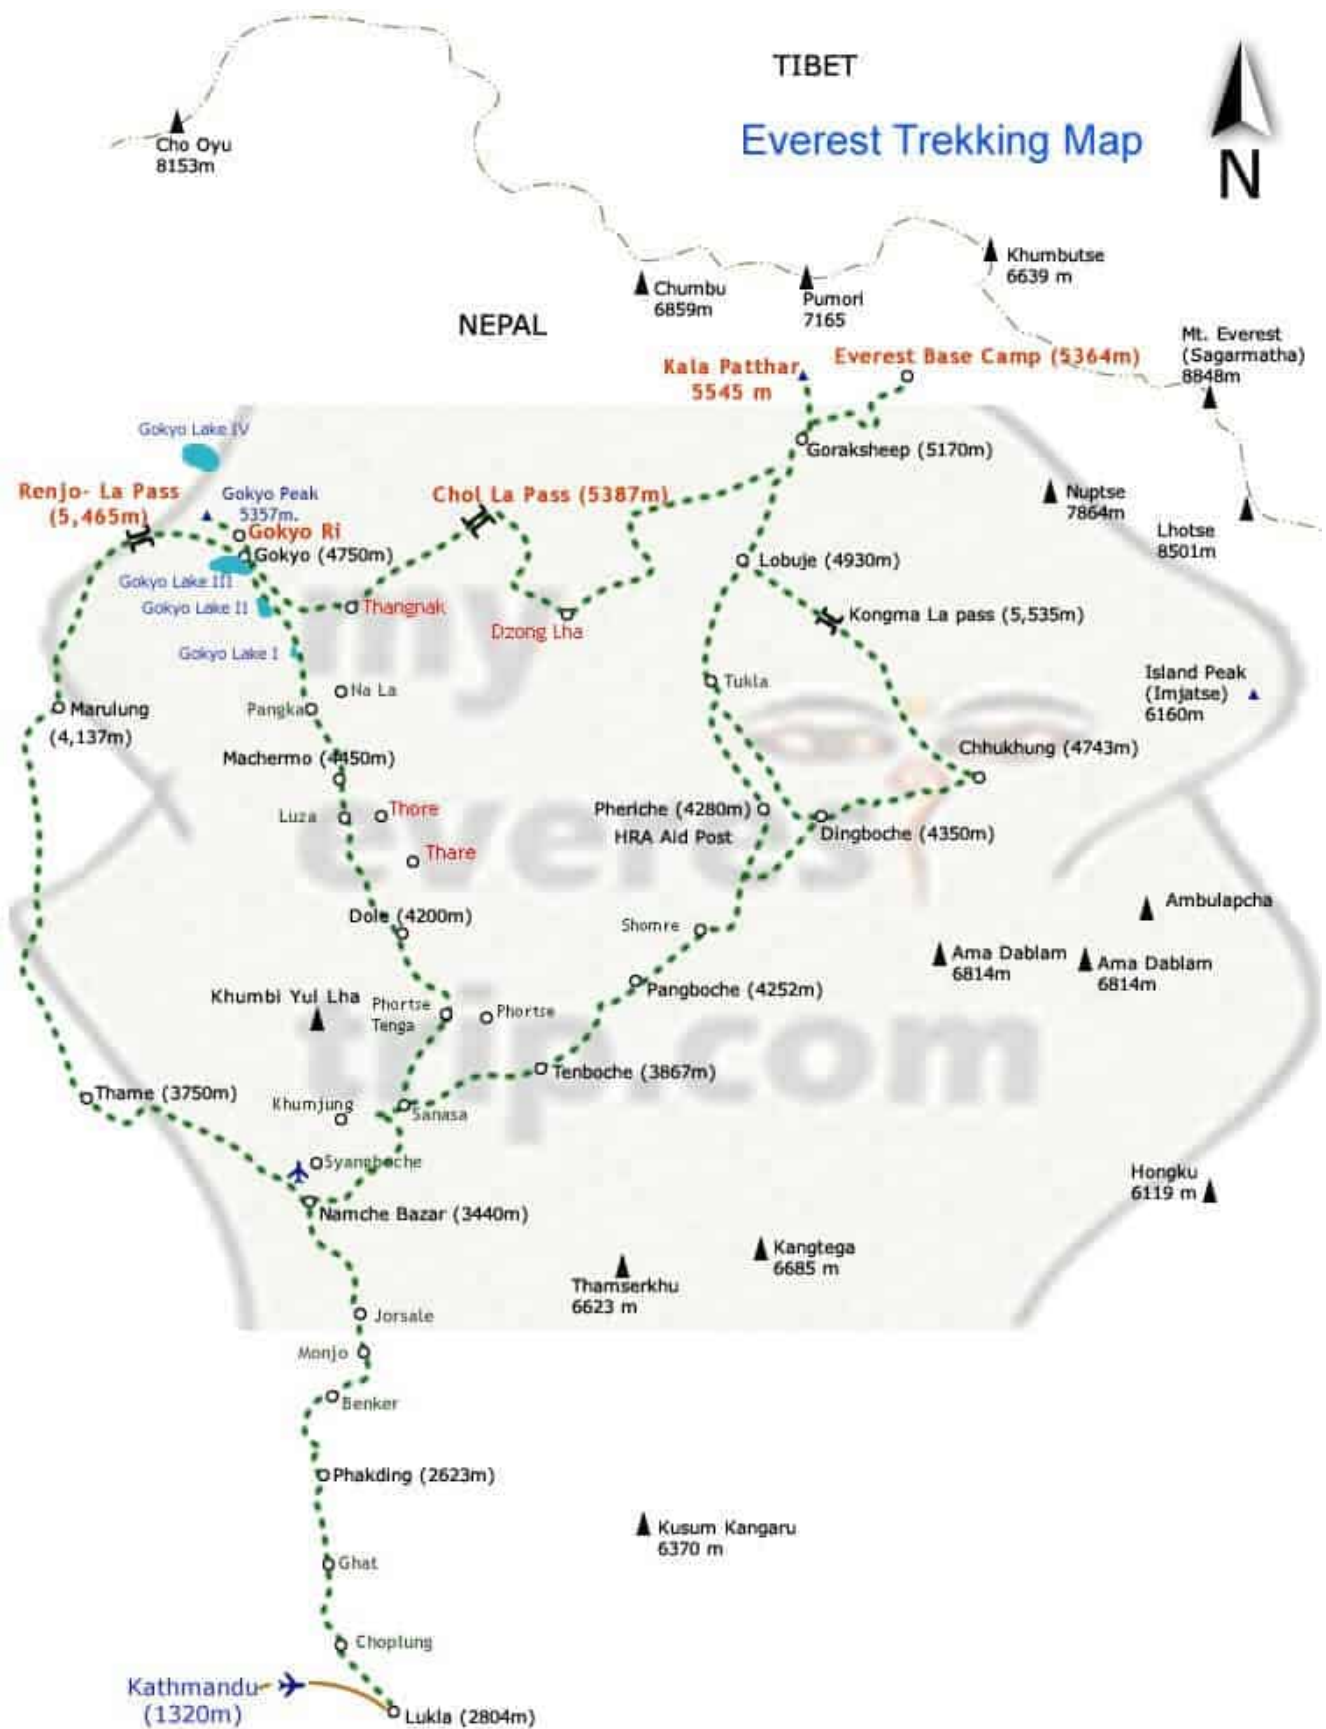 TIBET
Everest Trekking Map
N
Cho Oyu
8153m
Khumbutse
6639 m
Chumbu
6859m
Pumori
7165
NEPAL
Mt. Everest
(Sagarmatha)
8848m
Kala Patthar
5545 m
Everest Base Camp (5364m)
Gokyo Lake IV
Goraksheep (5170m)
Renjo- La Pass
(5,465m)
Gokyo Peak
5357m.
Chol La Pass (5387m)
Nuptse
7864m
Lhotse
8501m
Gokyo Ri
Gokyo (4750m)
Lobuje (4930m)
Gokyo Lake III
Gokyo Lake II
Thangnak
Dzong Lha
Kongma La pass (5,535m)
Gokyo Lake I
my
everest
trip.com
Na La
Tukla
Island Peak
(Imjatse)
6160m
Marulung
(4,137m)
Pangka
Machermo (4450m)
Chhukhung (4743m)
Luza
Thore
Pheriche (4280m)
HRA Aid Post
Dingboche (4350m)
Thare
Dole (4200m)
Shomre
Ambulapcha
Ama Dablam
6814m
Ama Dablam
6814m
Khumbi Yul Lha
Phortse
Tenga
Phortse
Pangboche (4252m)
Thame (3750m)
Tenboche (3867m)
Khumjung
Sanasa
Syangboche
Hongku
6119 m
Namche Bazar (3440m)
Kangtega
6685 m
Thamserkhu
6623 m
Jorsale
Monjo
Benker
Phakding (2623m)
Kusum Kangaru
6370 m
Ghat
Choplung
Kathmandu
(1320m)
Lukla (2804m)